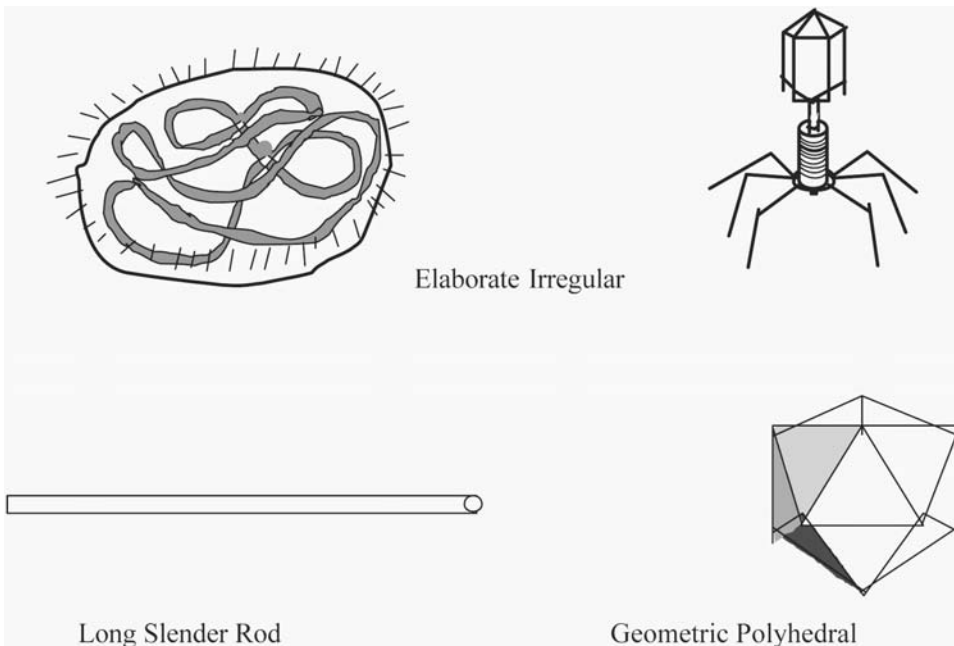 Elaborate Irregular
Long Slender Rod
Geometric Polyhedral